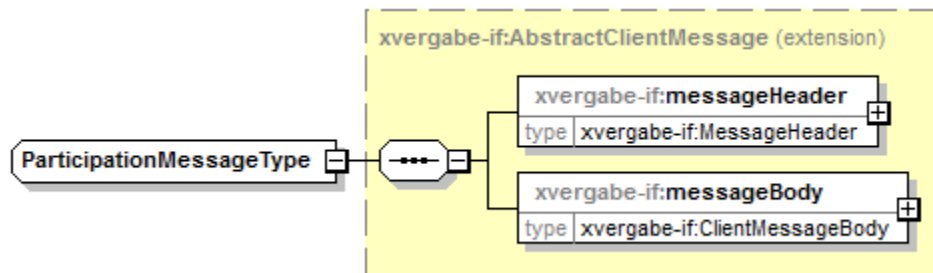 xvergabe-if:AbstractClientMessage (extension)
xvergabe-if:messageHeader
type xvergabe-if:MessageHeader
ParticipationMessageType
xvergabe-if:messageBody
type xvergabe-if:ClientMessageBody